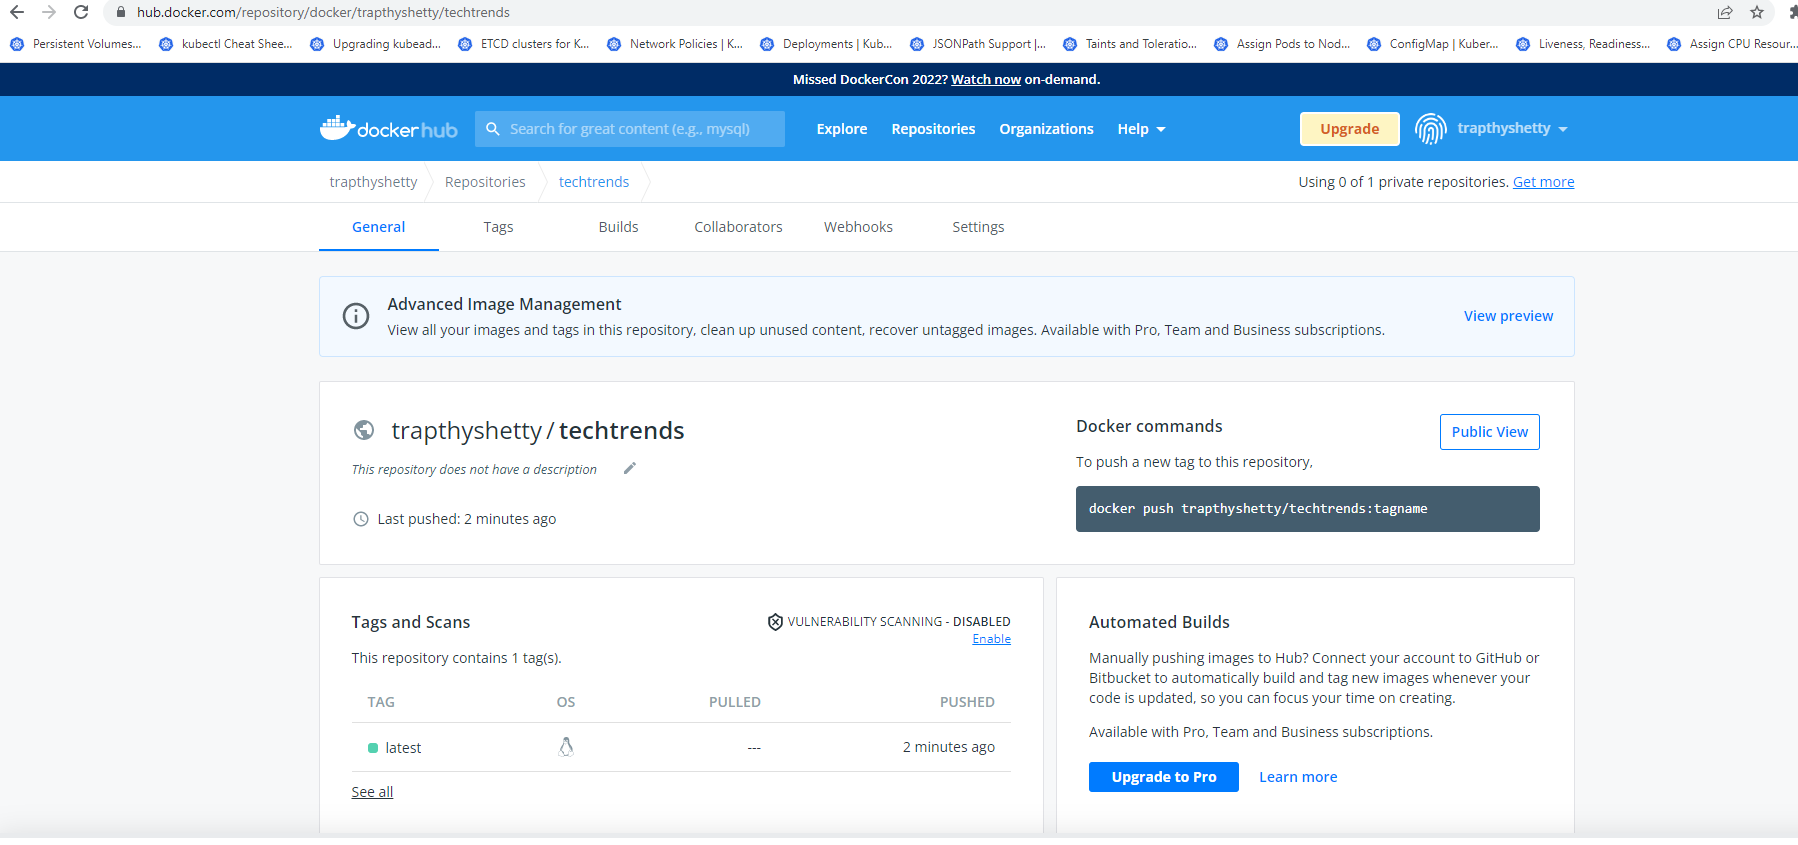 hub.docker.com/repository/docker/trapthyshetty/techtrends
Persistent Volumes... kubectl Cheat Shee... Upgrading kubead... ETCD clusters for K... Network Policies | K... Deployments | Kub... JSONPath Support |... Taints and Toleratio... Assign Pods to Nod... ConfigMap | Kuber... Liveness, Readiness... Assign CPU Resour...
Missed DockerCon 2022? Watch now on-demand.
dockerhub Search for great content (e.g., mysql) Explore Repositories Organizations Help Upgrade trapthyshetty
trapthyshetty Repositories techtrends Using 0 of 1 private repositories. Get more
General Tags Builds Collaborators Webhooks Settings
Advanced Image Management
View all your images and tags in this repository, clean up unused content, recover untagged images. Available with Pro, Team and Business subscriptions.
View preview
trapthyshetty / techtrends
This repository does not have a description
Last pushed: 2 minutes ago
Docker commands
Public View
To push a new tag to this repository,
docker push trapthyshetty/techtrends:tagname
Tags and Scans
VULNERABILITY SCANNING - DISABLED
Enable
This repository contains 1 tag(s).
TAG OS PULLED PUSHED
latest --- 2 minutes ago
See all
Automated Builds
Manually pushing images to Hub? Connect your account to GitHub or
Bitbucket to automatically build and tag new images whenever your
code is updated, so you can focus your time on creating.
Available with Pro, Team and Business subscriptions.
Upgrade to Pro Learn more